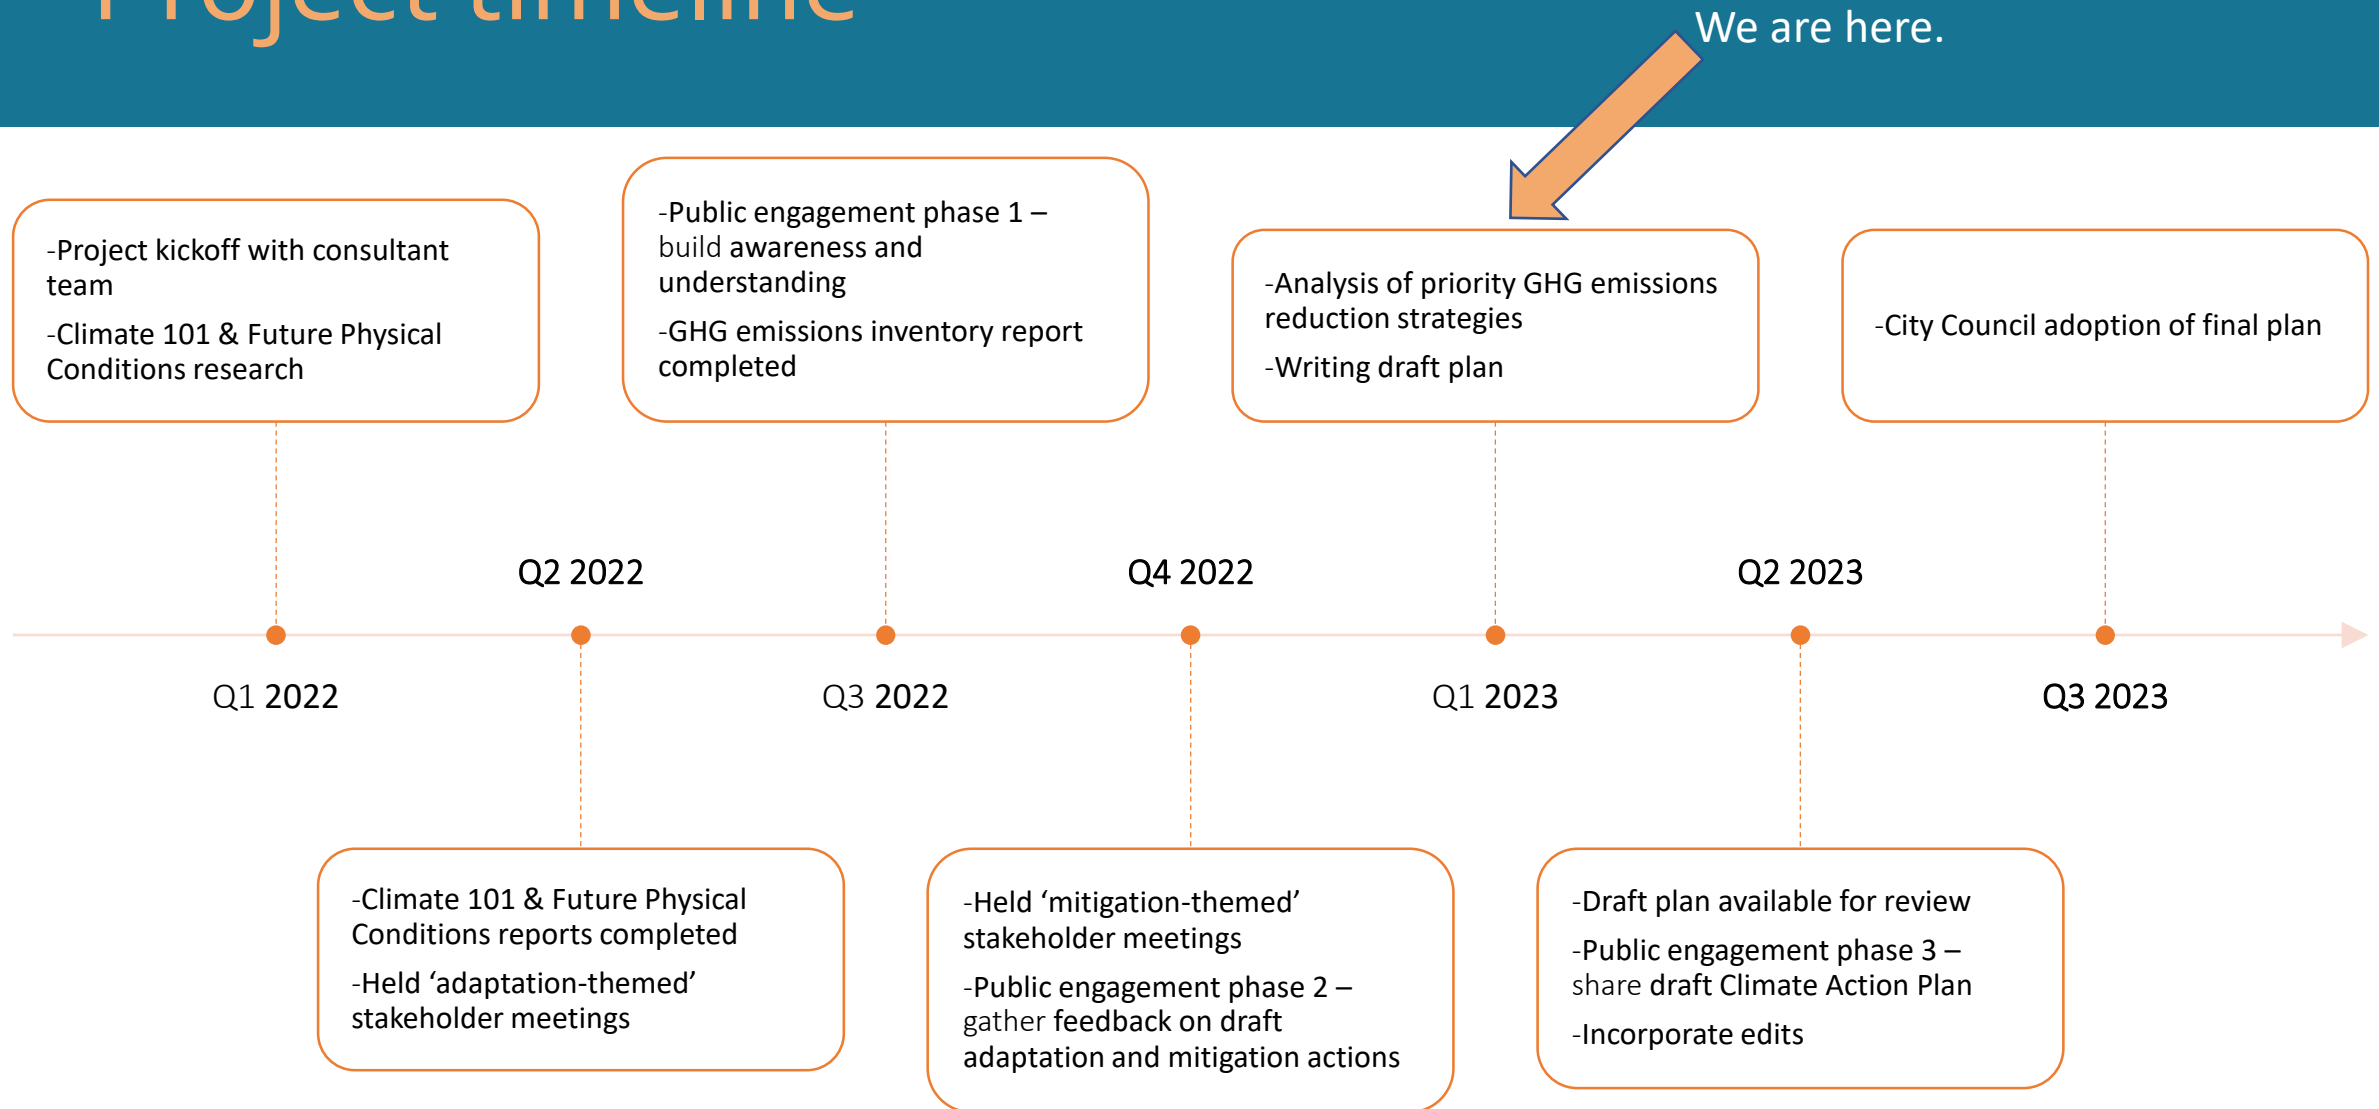 Project timeline
We are here.
-Project kickoff with consultant
team
-Climate 101 & Future Physical
Conditions research
-Public engagement phase 1 –
build awareness and
understanding
-GHG emissions inventory report
completed
-Analysis of priority GHG emissions
reduction strategies
-Writing draft plan
-City Council adoption of final plan
Q2 2022
Q4 2022
Q2 2023
Q1 2022
Q3 2022
Q1 2023
Q3 2023
-Climate 101 & Future Physical
Conditions reports completed
-Held ‘adaptation-themed’
stakeholder meetings
-Held ‘mitigation-themed’
stakeholder meetings
-Public engagement phase 2 –
gather feedback on draft
adaptation and mitigation actions
-Draft plan available for review
-Public engagement phase 3 –
share draft Climate Action Plan
-Incorporate edits